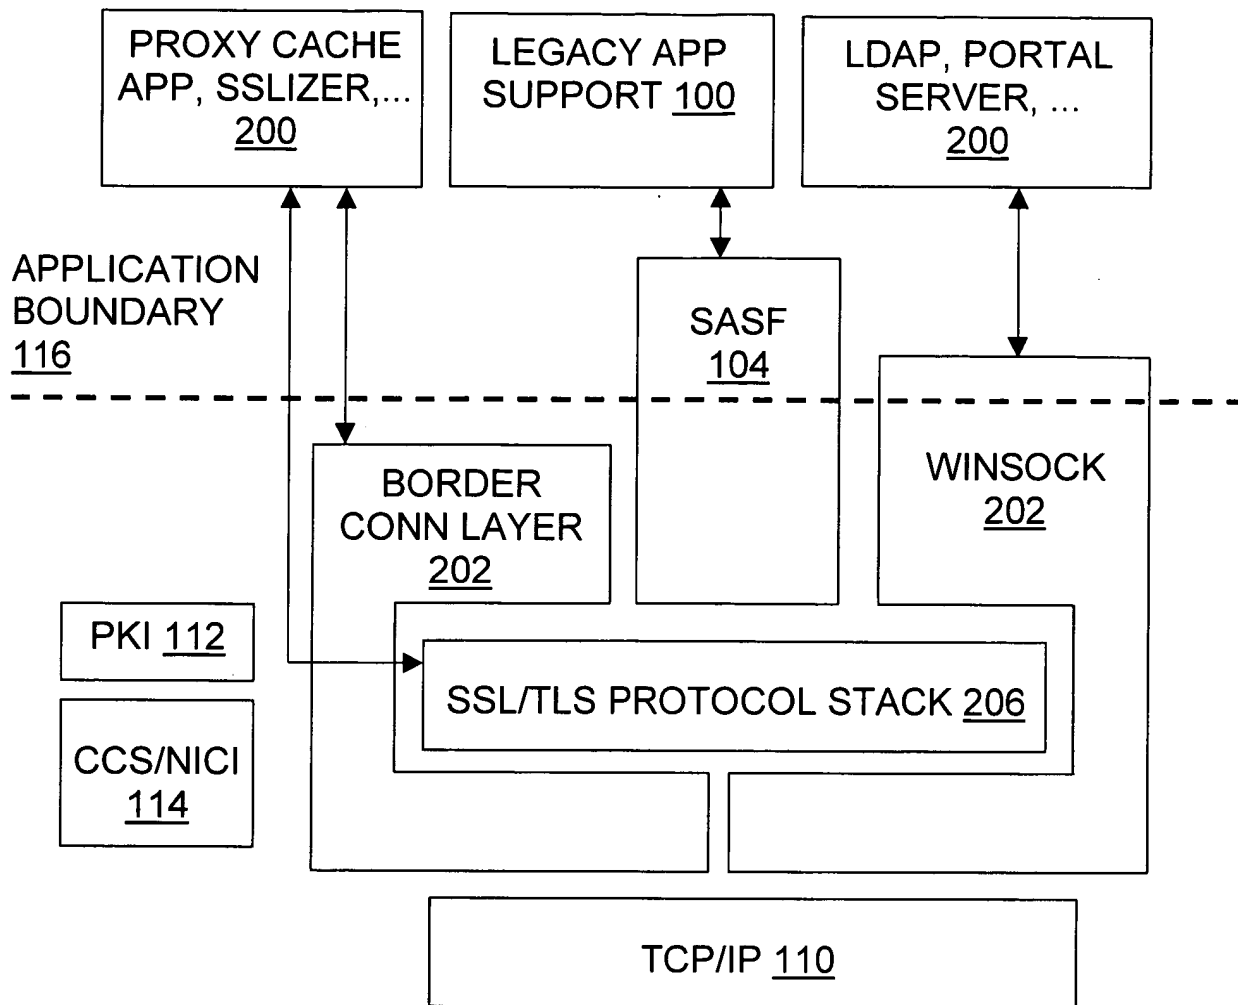 PROXY CACHE
APP, SSLIZER,...
200
LEGACY APP
SUPPORT 100
LDAP, PORTAL
SERVER, ...
200
APPLICATION
BOUNDARY
116
SASF
104
BORDER
CONN LAYER
202
WINSOCK
202
PKI 112
SSL/TLS PROTOCOL STACK 206
CCS/NICI
114
TCP/IP 110